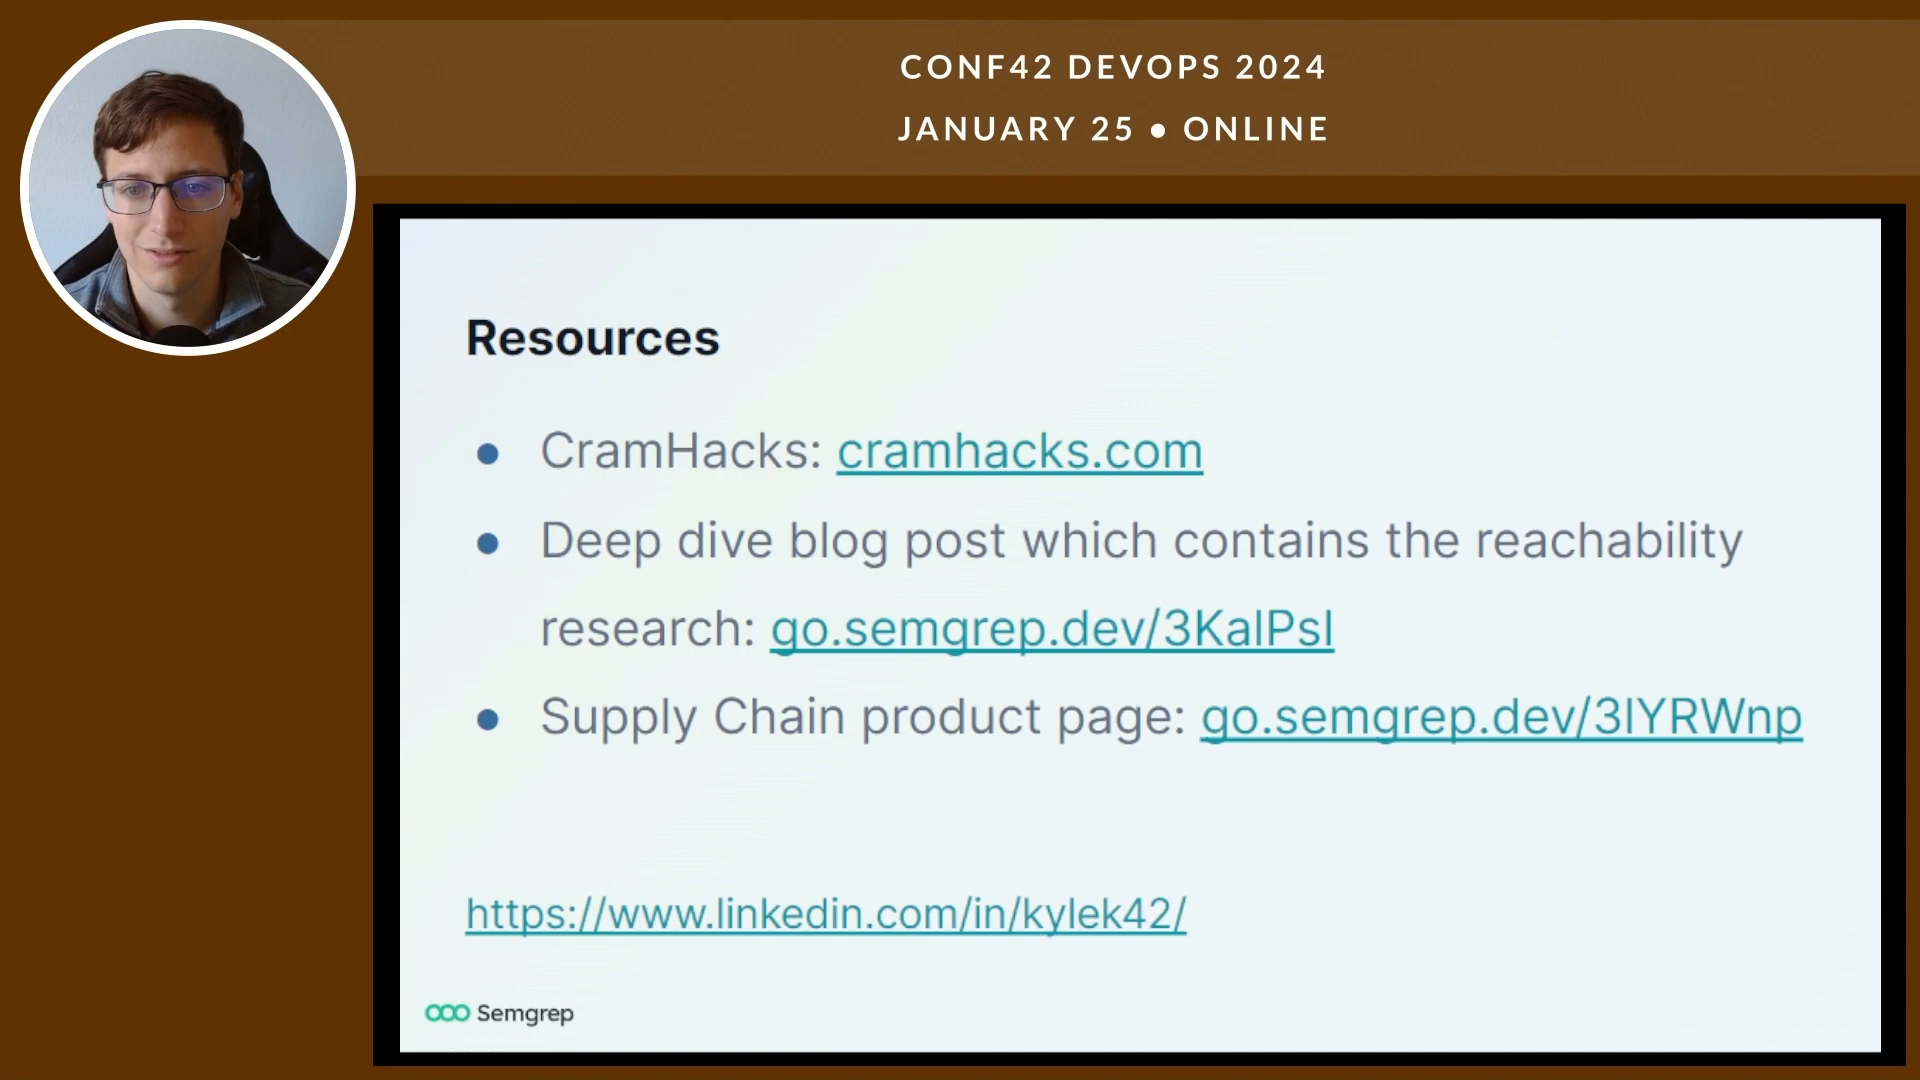 CONF42 DEVOPS 2024
JANUARY 25 • ONLINE
Resources
• CramHacks: cramhacks.com
• Deep dive blog post which contains the reachability
research: go.semgrep.dev/3KalPsI
• Supply Chain product page: go.semgrep.dev/3IYRWnp
https://www.linkedin.com/in/kylek42/
Semgrep